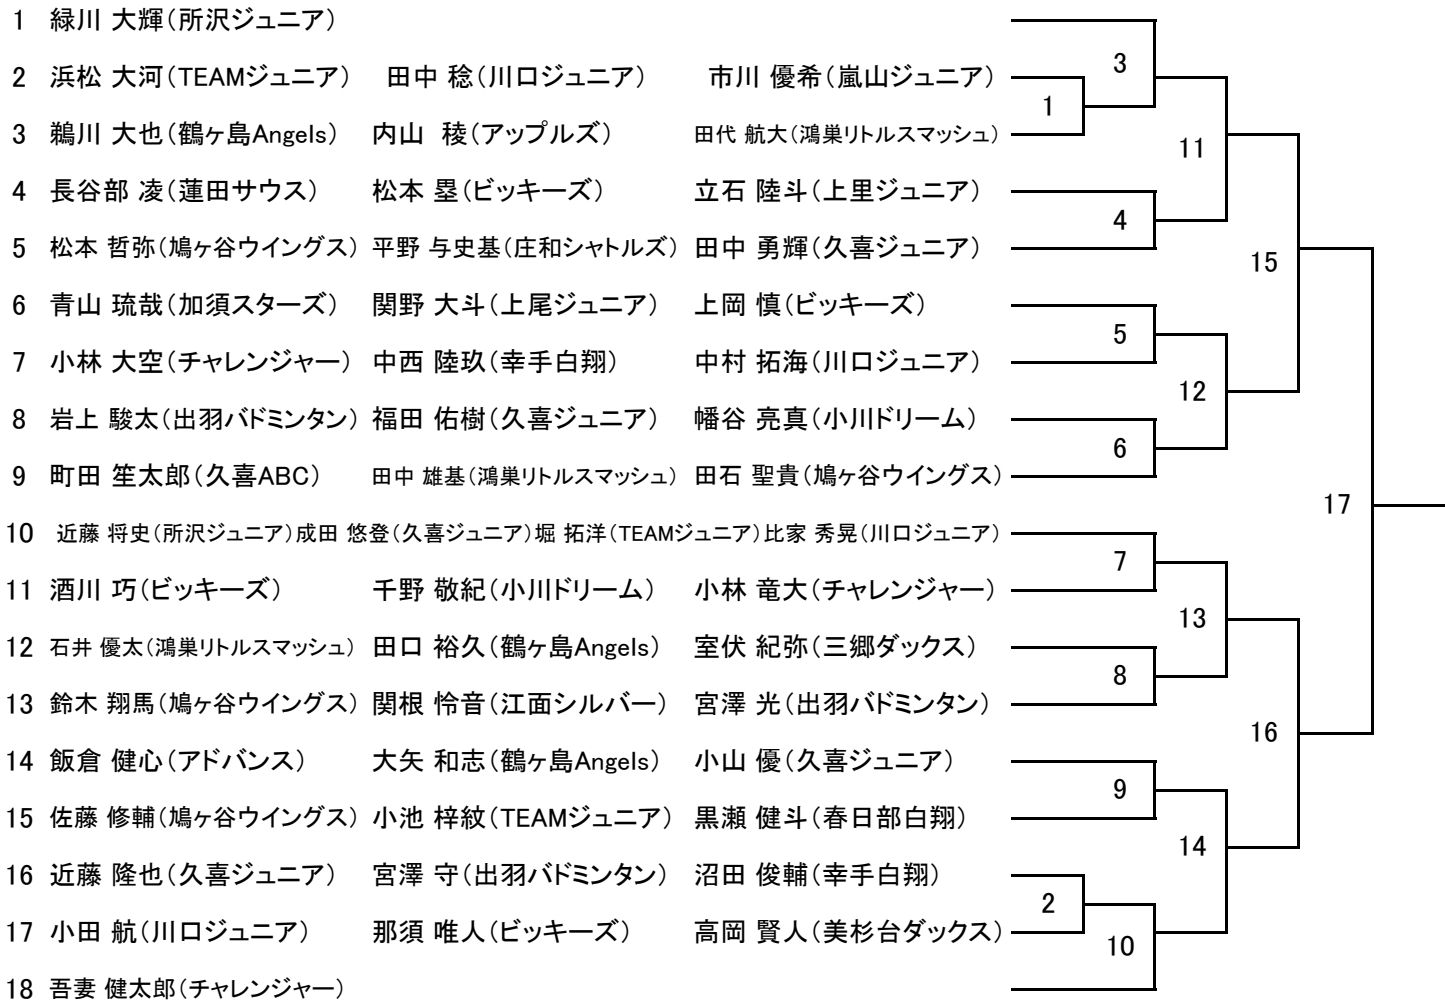 1 緑川 大輝（所沢ジュニア）
2 浜松 大河（TEAMジュニア） 田中 稔（川口ジュニア） 市川 優希（嵐山ジュニア） 3
1
3 鵜川 大也（鶴ヶ島Angels） 内山 稜（アップルズ） 田代 航大（鴻巣リトルスマッシュ） 11
4 長谷部 凌（蓮田サウス） 松本 塁（ビッキーズ） 立石 陸斗（上里ジュニア）
4
5 松本 哲弥（鳩ヶ谷ウイングス） 平野 与史基（庄和シャトルズ） 田中 勇輝（久喜ジュニア） 15
6 青山 琉哉（加須スターズ） 関野 大斗（上尾ジュニア） 上岡 慎（ビッキーズ）
5
7 小林 大空（チャレンジャー） 中西 陸玖（幸手白翔） 中村 拓海（川口ジュニア）
12
8 岩上 駿太（出羽バドミンタン） 福田 佑樹（久喜ジュニア） 幡谷 亮真（小川ドリーム）
6
9 町田 笙太郎（久喜ABC） 田中 雄基（鴻巣リトルスマッシュ） 田石 聖貴（鳩ヶ谷ウイングス）
17
10 近藤 将史（所沢ジュニア）成田 悠登（久喜ジュニア）堀 拓洋（TEAMジュニア）比家 秀晃（川口ジュニア）
7
11 酒川 巧（ビッキーズ） 千野 敬紀（小川ドリーム） 小林 竜大（チャレンジャー）
13
12 石井 優太（鴻巣リトルスマッシュ） 田口 裕久（鶴ヶ島Angels） 室伏 紀弥（三郷ダックス）
8
13 鈴木 翔馬（鳩ヶ谷ウイングス） 関根 怜音（江面シルバー） 宮澤 光（出羽バドミンタン）
16
14 飯倉 健心（アドバンス） 大矢 和志（鶴ヶ島Angels） 小山 優（久喜ジュニア）
9
15 佐藤 修輔（鳩ヶ谷ウイングス） 小池 梓紋（TEAMジュニア） 黒瀬 健斗（春日部白翔）
14
16 近藤 隆也（久喜ジュニア） 宮澤 守（出羽バドミンタン） 沼田 俊輔（幸手白翔）
2
17 小田 航（川口ジュニア） 那須 唯人（ビッキーズ） 高岡 賢人（美杉台ダックス）
10
18 吾妻 健太郎（チャレンジャー）